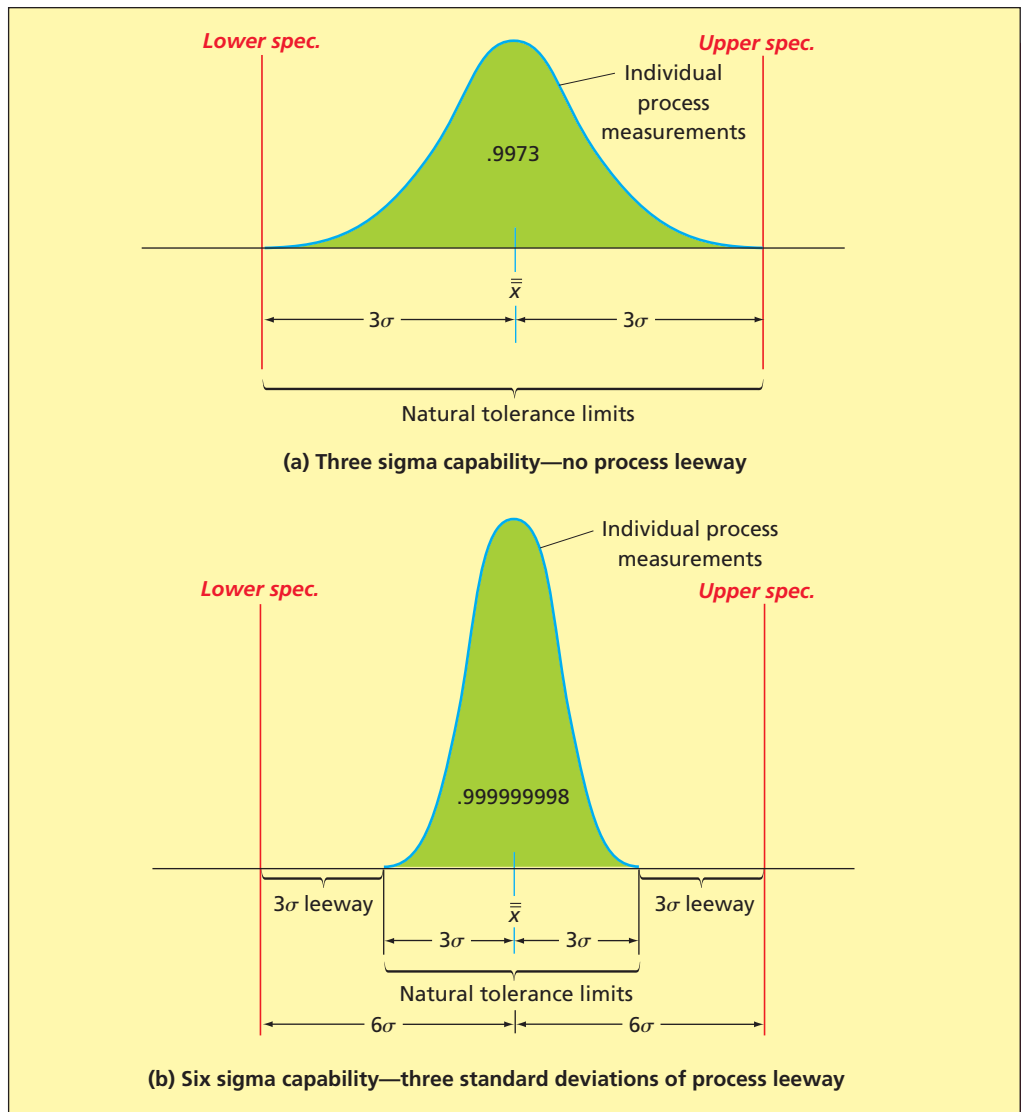 Lower spec.
Upper spec.
Individual
process
measurements
.9973
x̿
3σ
3σ
Natural tolerance limits
(a) Three sigma capability—no process leeway
Individual process
measurements
Lower spec.
Upper spec.
.999999998
3σ leeway
x̿
3σ leeway
3σ
3σ
Natural tolerance limits
6σ
6σ
(b) Six sigma capability—three standard deviations of process leeway